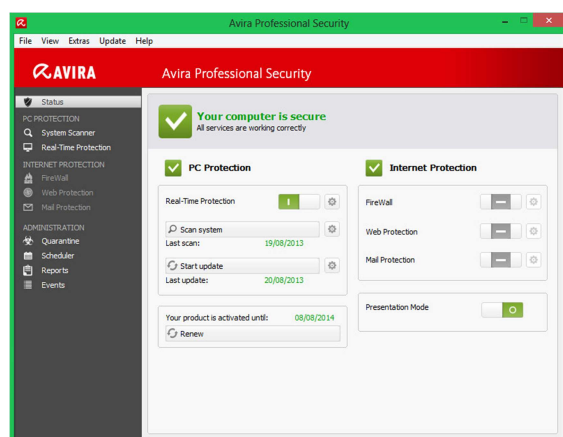 Avira Professional Security
File View Extras Update Help
AVIRA
Avira Professional Security
Status
PC PROTECTION
System Scanner
Real-Time Protection
INTERNET PROTECTION
FireWall
Web Protection
Mail Protection
ADMINISTRATION
Quarantine
Scheduler
Reports
Events
Your computer is secure
All services are working correctly
PC Protection
Real-Time Protection
Scan system
Last scan: 19/08/2013
Start update
Last update: 20/08/2013
Your product is activated until: 08/08/2014
Renew
Internet Protection
FireWall
Web Protection
Mail Protection
Presentation Mode